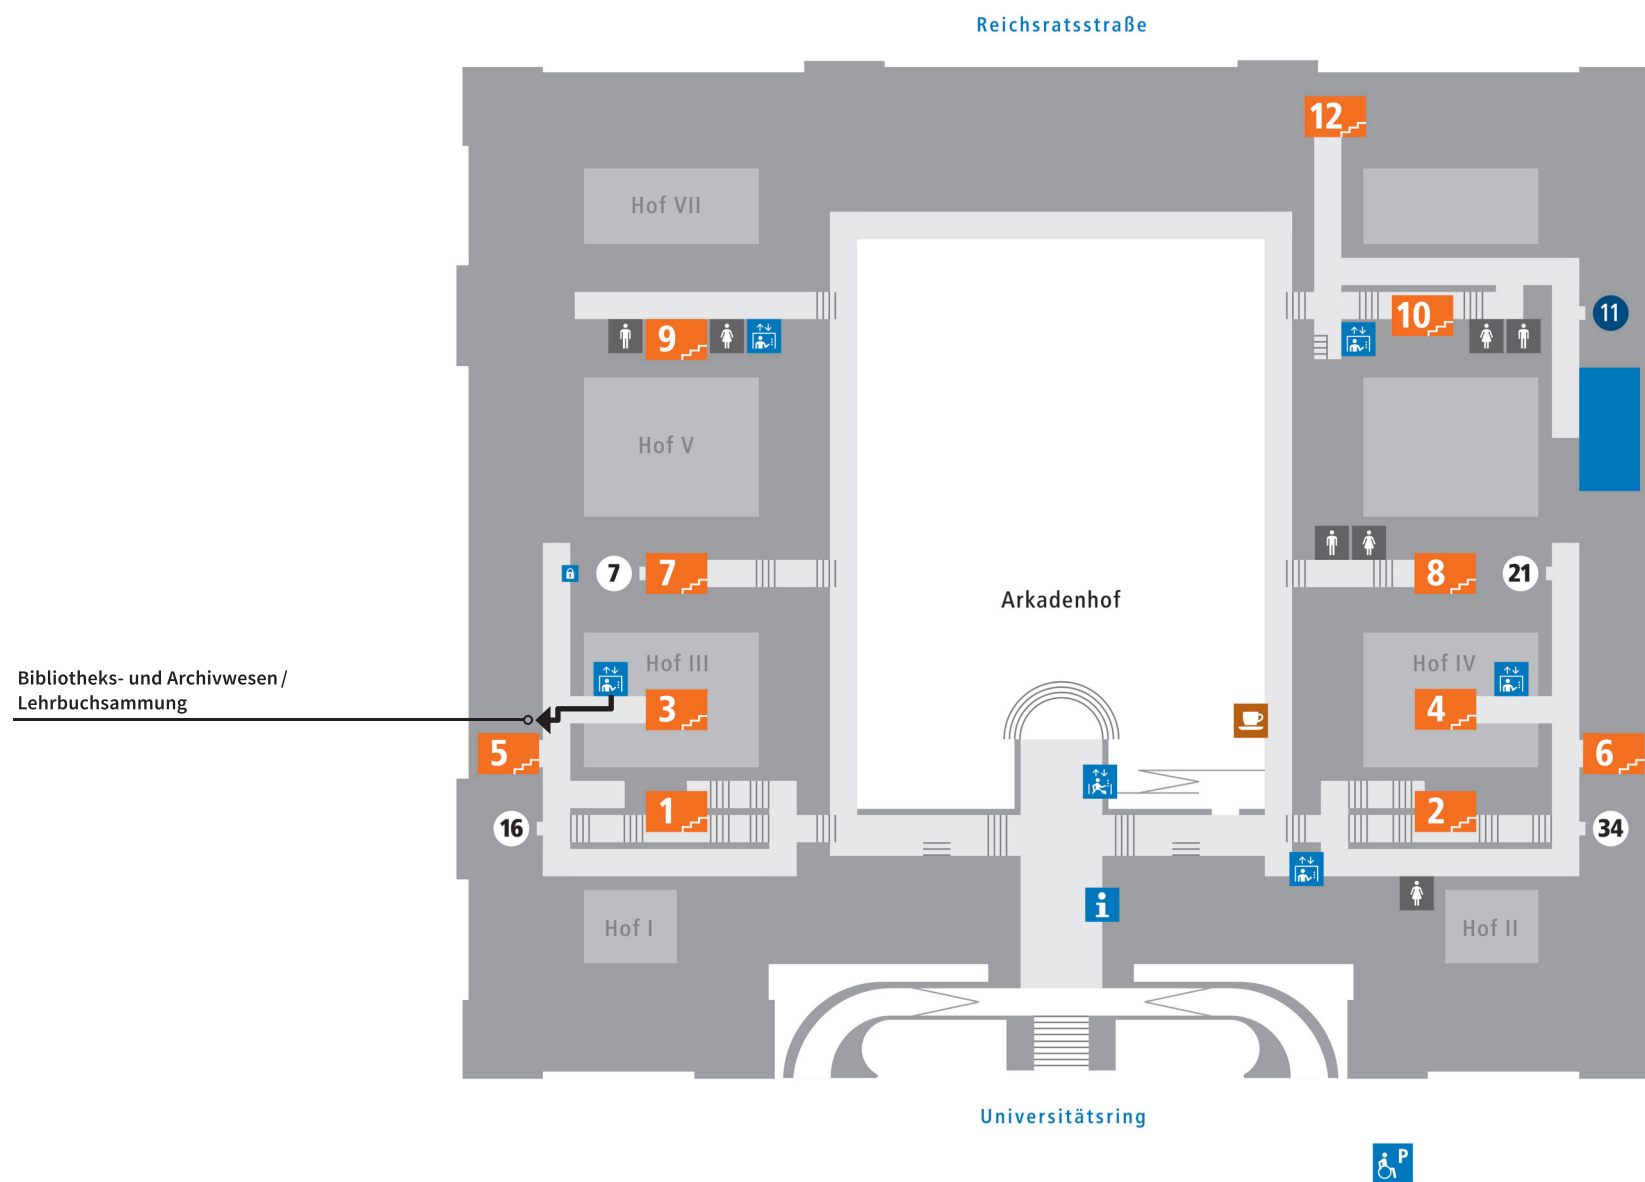 Reichsratsstraße
12
Hof VII
11
10
9
Hof V
7
7
8
21
Arkadenhof
Hof III
Hof IV
Bibliotheks- und Archivwesen /
Lehrbuchsammung
3
4
5
6
1
2
16
34
i
Hof I
Hof II
Universitätsring
P